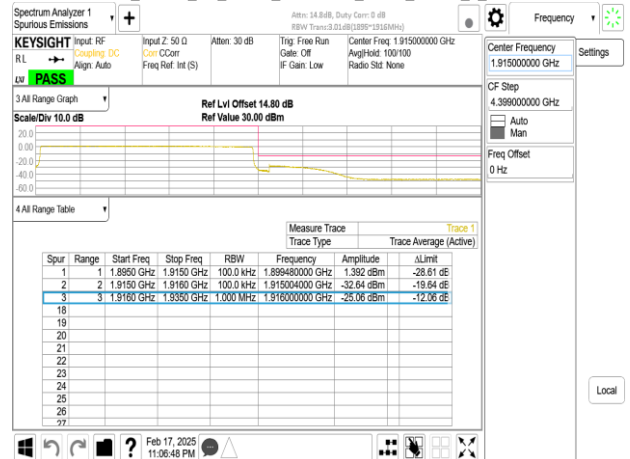 Spectrum Analyzer 1
Spurious Emissions
+
Attn: 14.8dB, Duty Corr: 0 dB
RBW Trans:3.01dB(1895~1916MHz)
Frequency
KEYSIGHT
RL
PASS
Input: RF
Coupling: DC
Align: Auto
Input Z: 50 Ω
Corr CCorr
Freq Ref: Int (S)
Atten: 30 dB
Trig: Free Run
Gate: Off
IF Gain: Low
Center Freq: 1.915000000 GHz
Avg|Hold: 100/100
Radio Std: None
Center Frequency
1.915000000 GHz
Settings
CF Step
4.399000000 GHz
Auto
Man
Freq Offset
0 Hz
3 All Range Graph
Scale/Div 10.0 dB
Ref Lvl Offset 14.80 dB
Ref Value 30.00 dBm
20.0
0.00
-20.0
-40.0
-60.0
4 All Range Table
Measure Trace Trace 1
Trace Type Trace Average (Active)
Spur Range Start Freq Stop Freq RBW Frequency Amplitude ΔLimit
1 1 1.8950 GHz 1.9150 GHz 100.0 kHz 1.899480000 GHz 1.392 dBm -28.61 dB
2 2 1.9150 GHz 1.9160 GHz 100.0 kHz 1.915004000 GHz -32.64 dBm -19.64 dB
3 3 1.9160 GHz 1.9350 GHz 1.000 MHz 1.916000000 GHz -25.06 dBm -12.06 dB
18
19
20
21
22
23
24
25
26
27
Local
?
Feb 17, 2025
11:06:48 PM